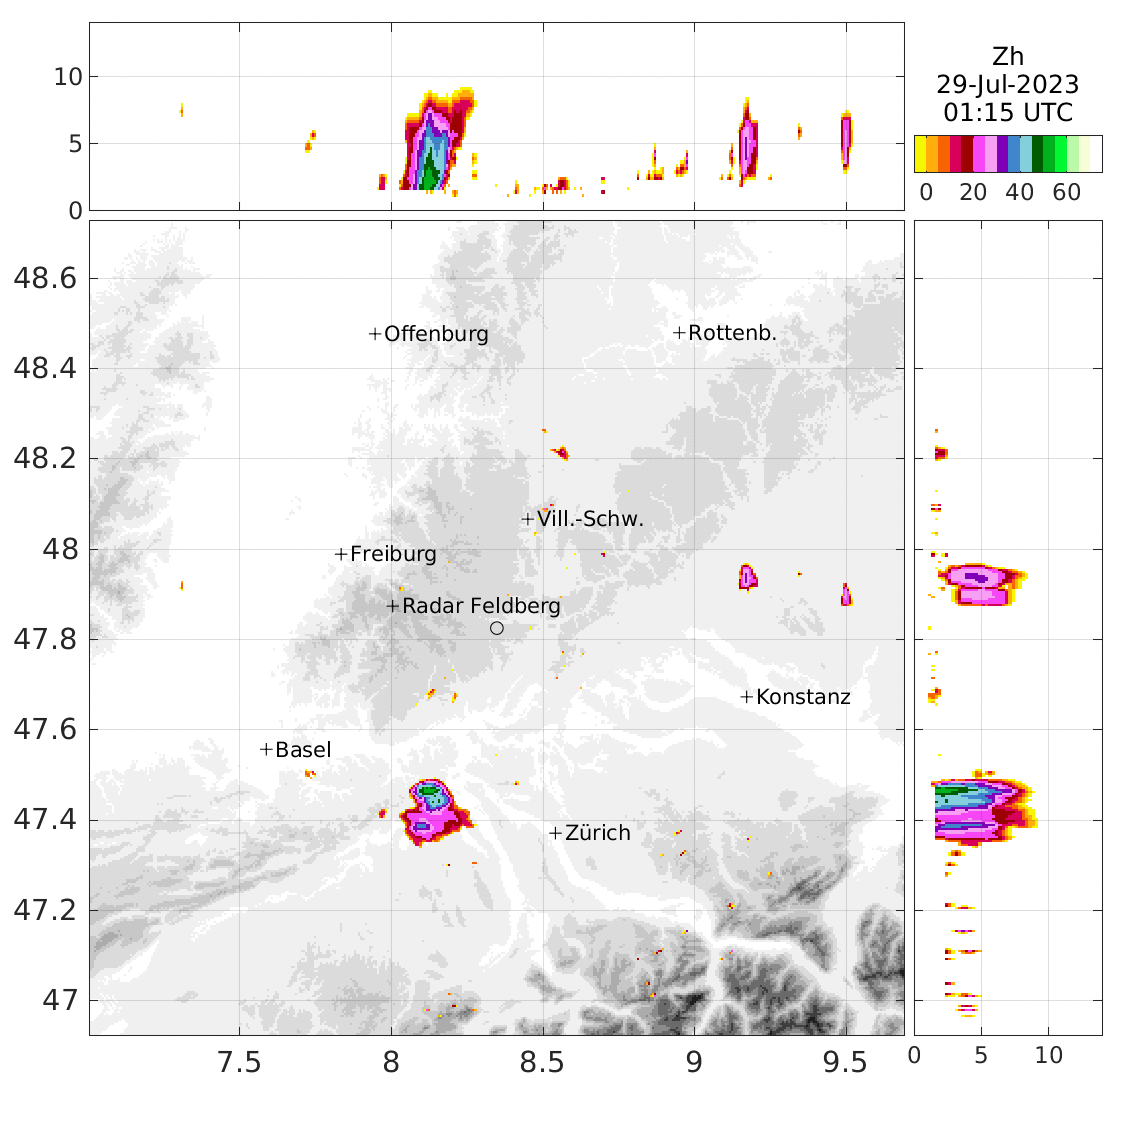 Zh
29-Jul-2023
01:15 UTC
0 20 40 60
10
5
0
48.6
48.4
48.2
48
47.8
47.6
47.4
47.2
47
+Offenburg
+Rottenb.
+Vill.-Schw.
+Freiburg
+Radar Feldberg
+Konstanz
+Basel
+Zürich
7.5 8 8.5 9 9.5
0 5 10